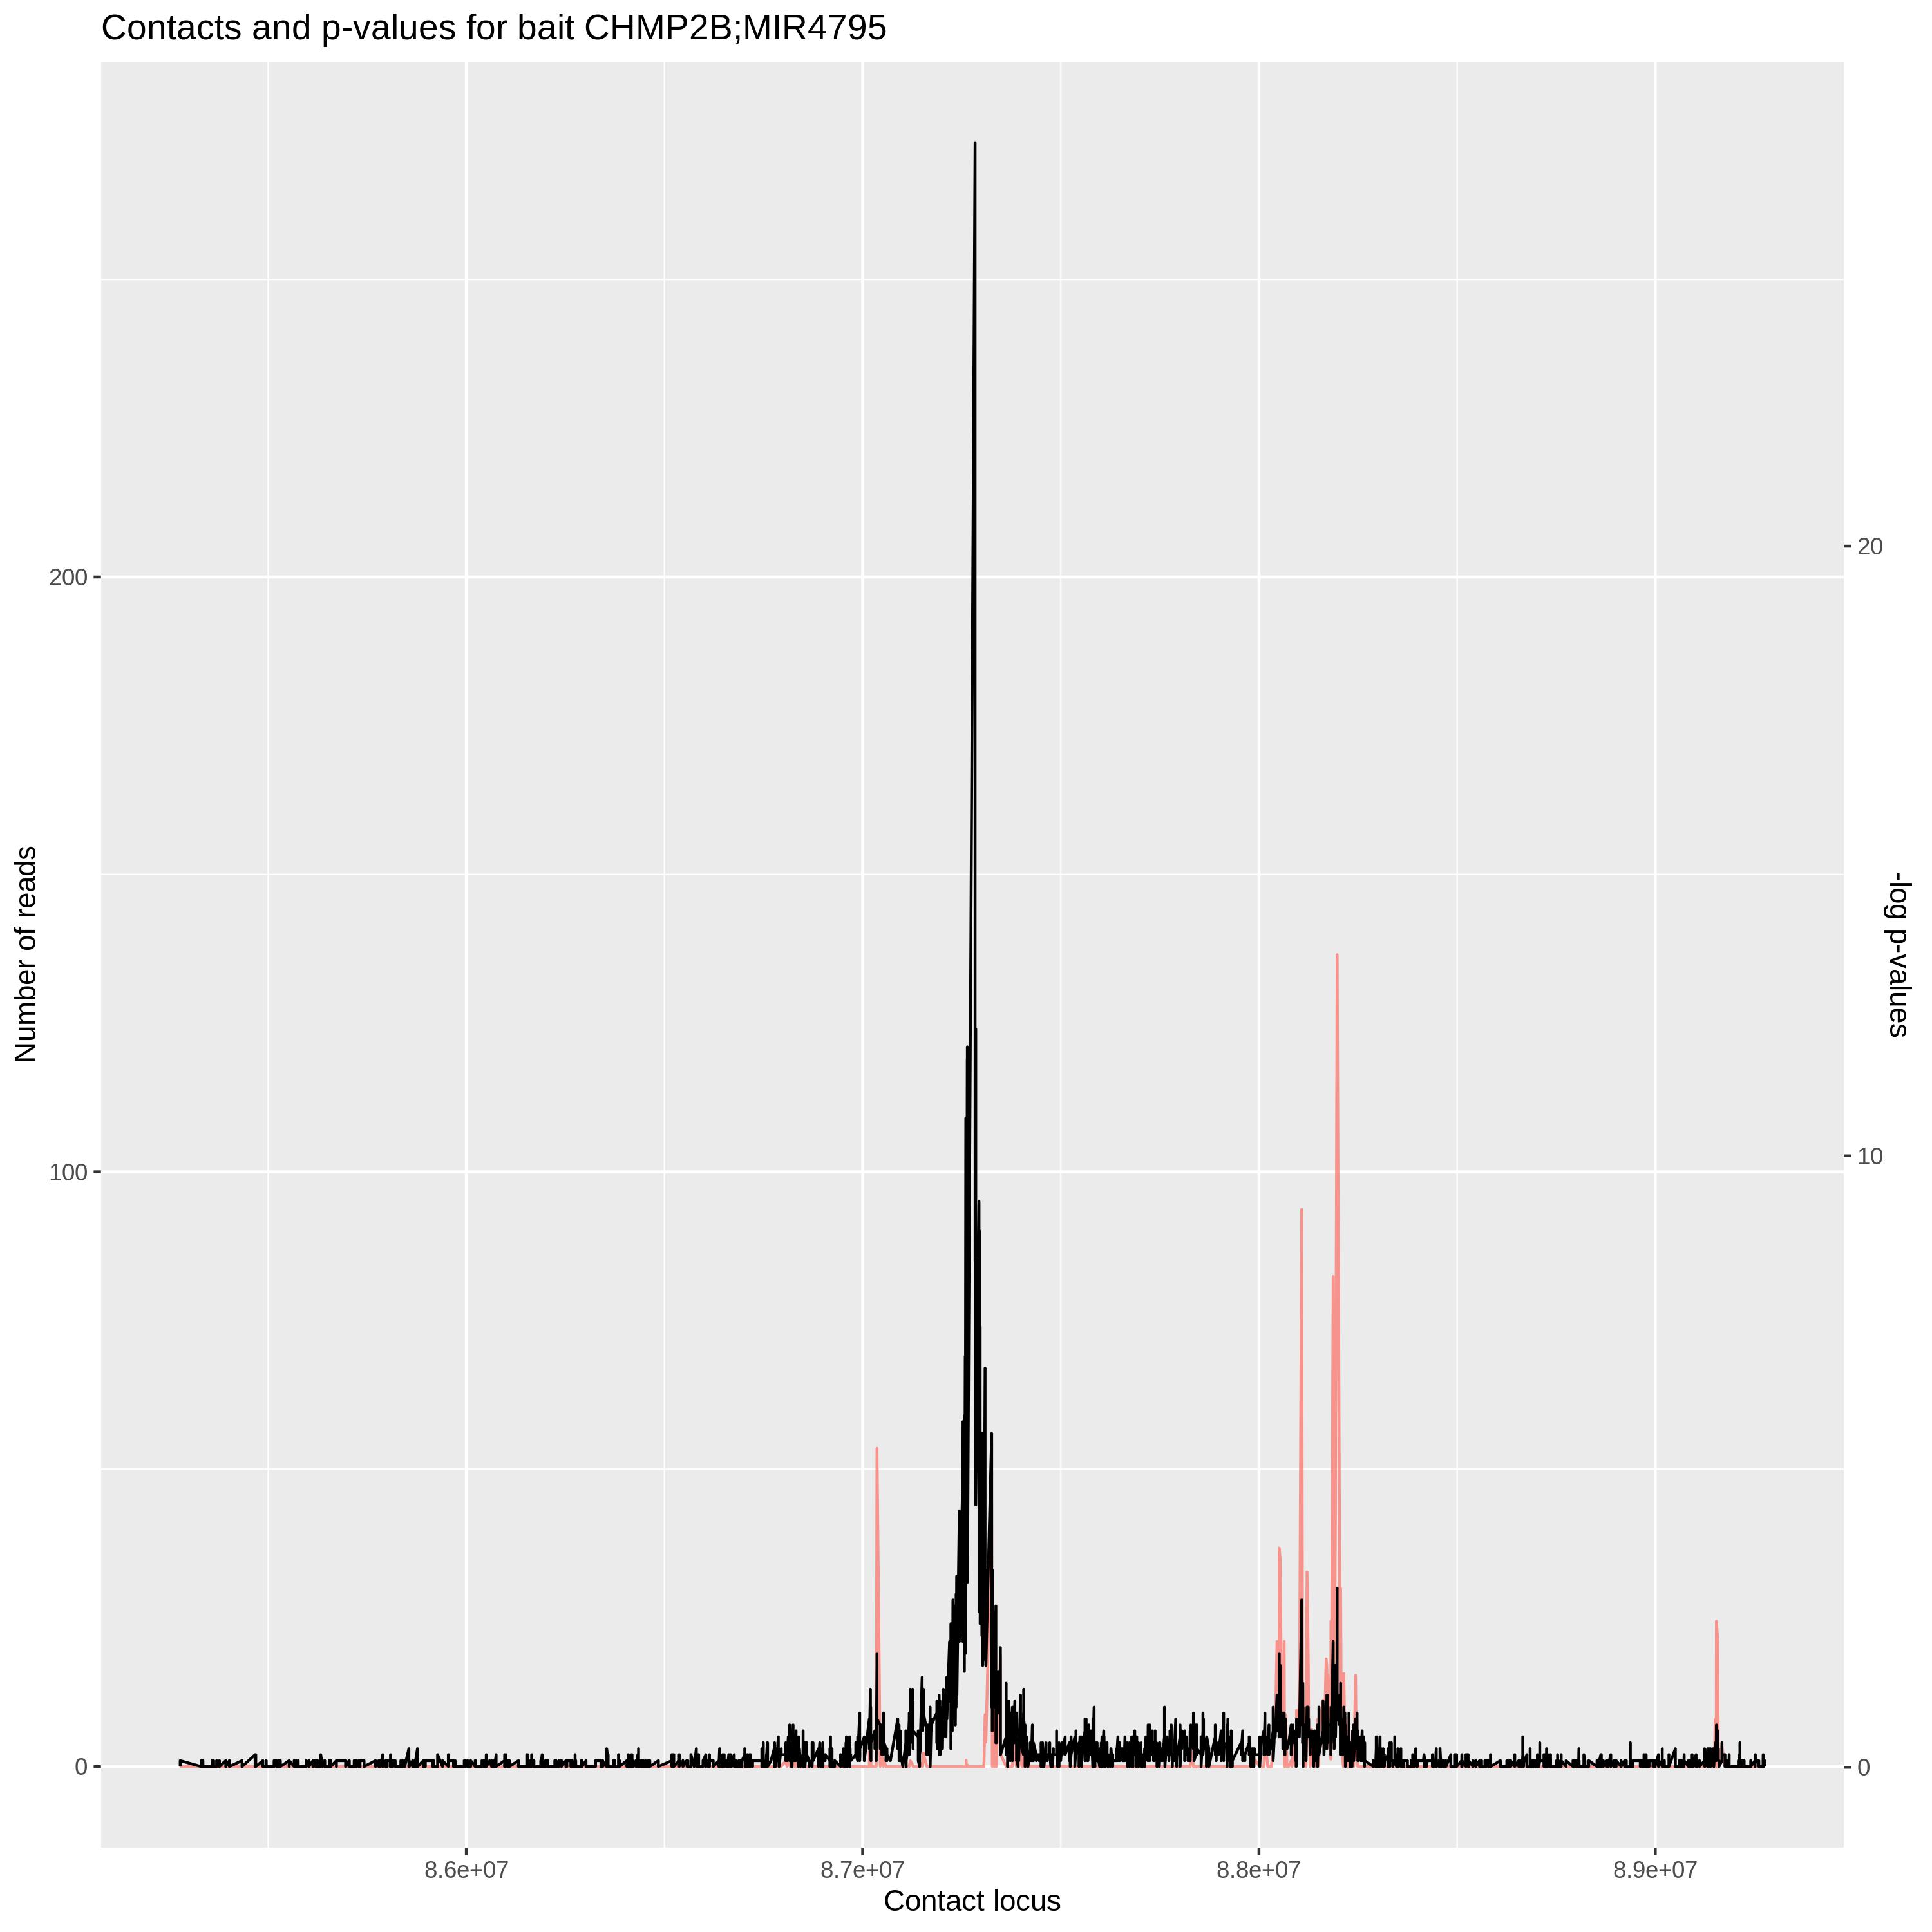 Contacts and p-values for bait CHMP2B;MIR4795
Number of reads
200
100
0
20
10
0
-log p-values
8.6e+07
8.7e+07
8.8e+07
8.9e+07
Contact locus